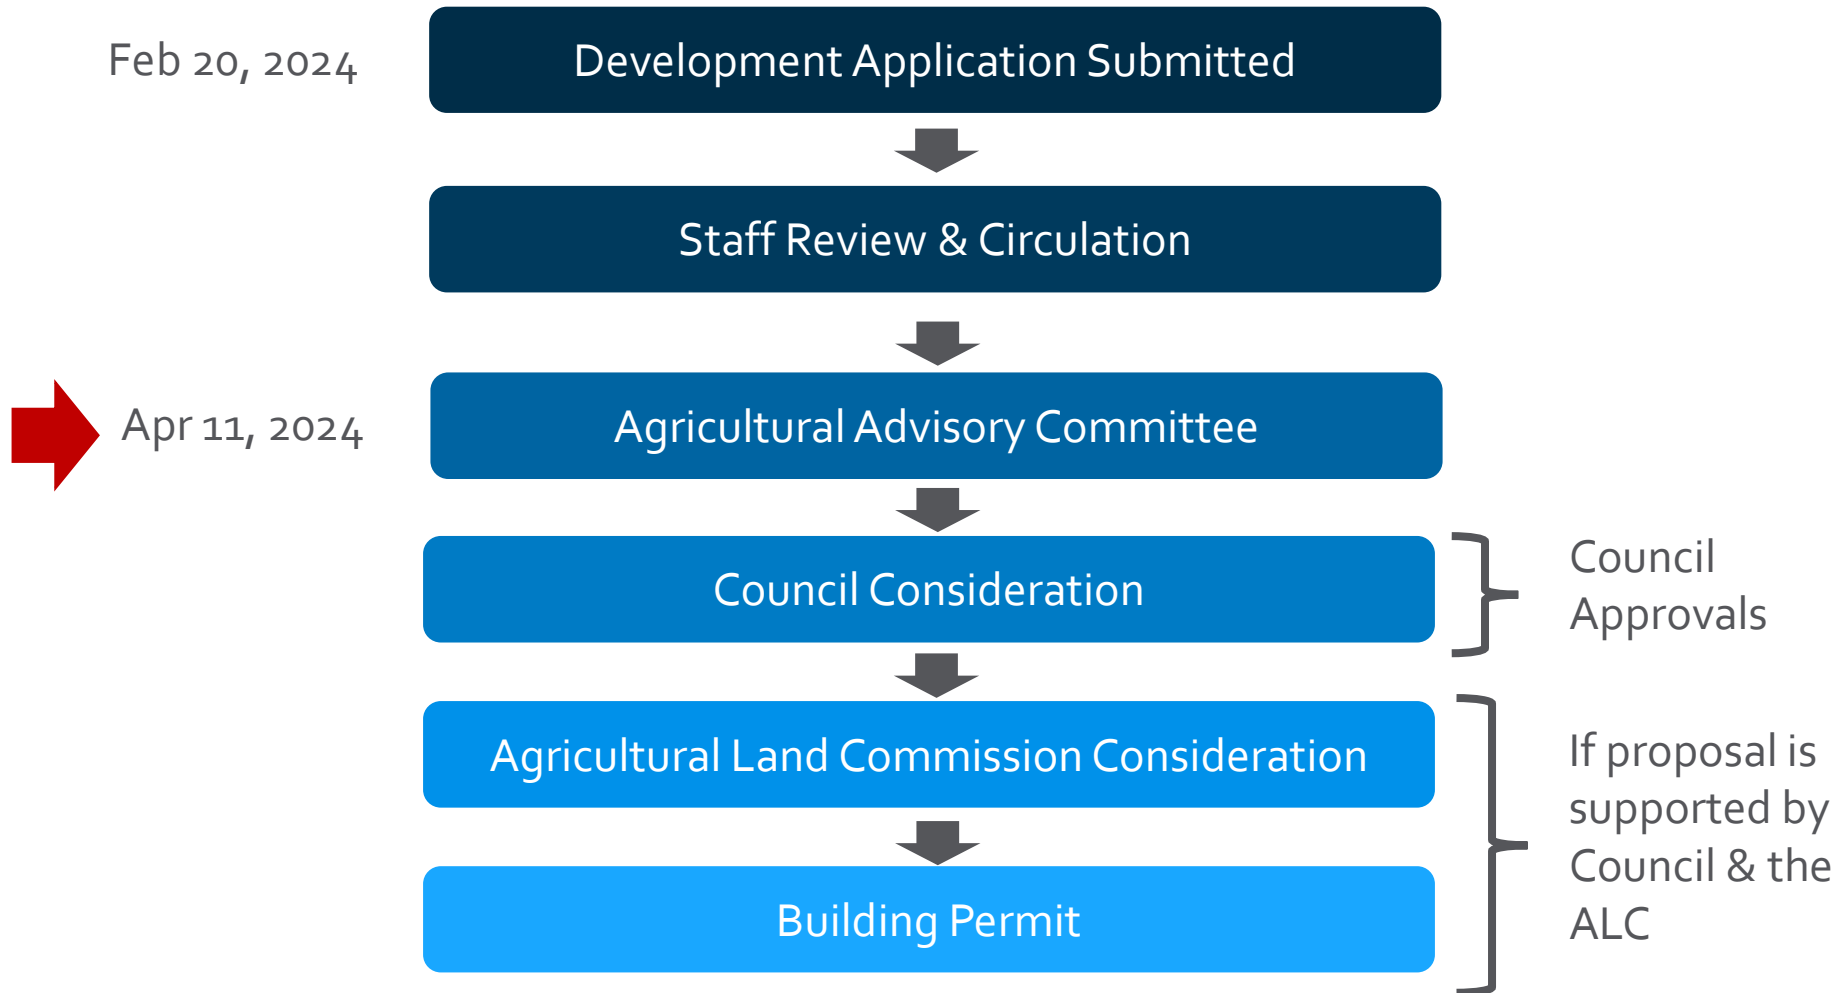 Feb 20, 2024
Development Application Submitted
Staff Review & Circulation
Apr 11, 2024
Agricultural Advisory Committee
Council Consideration
Council
Approvals
Agricultural Land Commission Consideration
If proposal is
supported by
Council & the
ALC
Building Permit